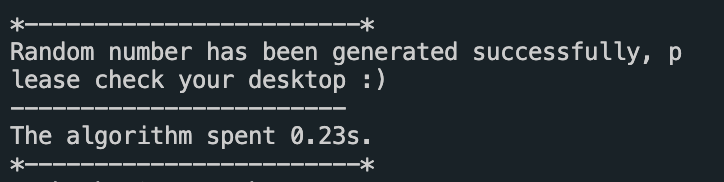 *------------------------*
Random number has been generated successfully, p
lease check your desktop :)
------------------------
The algorithm spent 0.23s.
*------------------------*